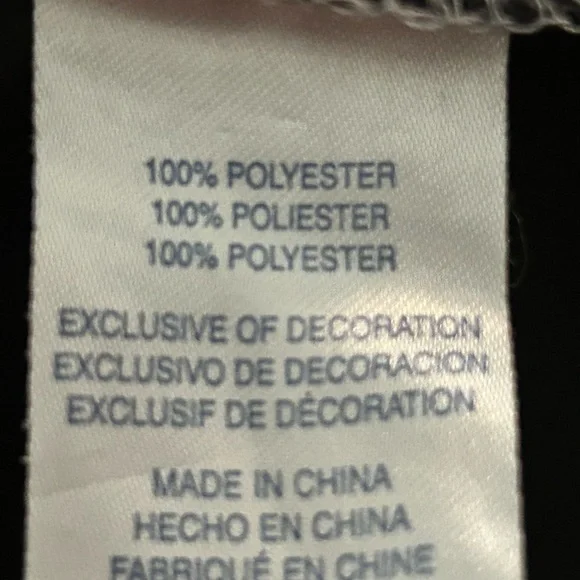 100% POLYESTER
100% POLIESTER
100% POLYESTER
EXCLUSIVE OF DECORATION
EXCLUSIVO DE DECORACION
EXCLUSIF DE DÉCORATION
MADE IN CHINA
HECHO EN CHINA
FABRIQUÉ EN CHINE